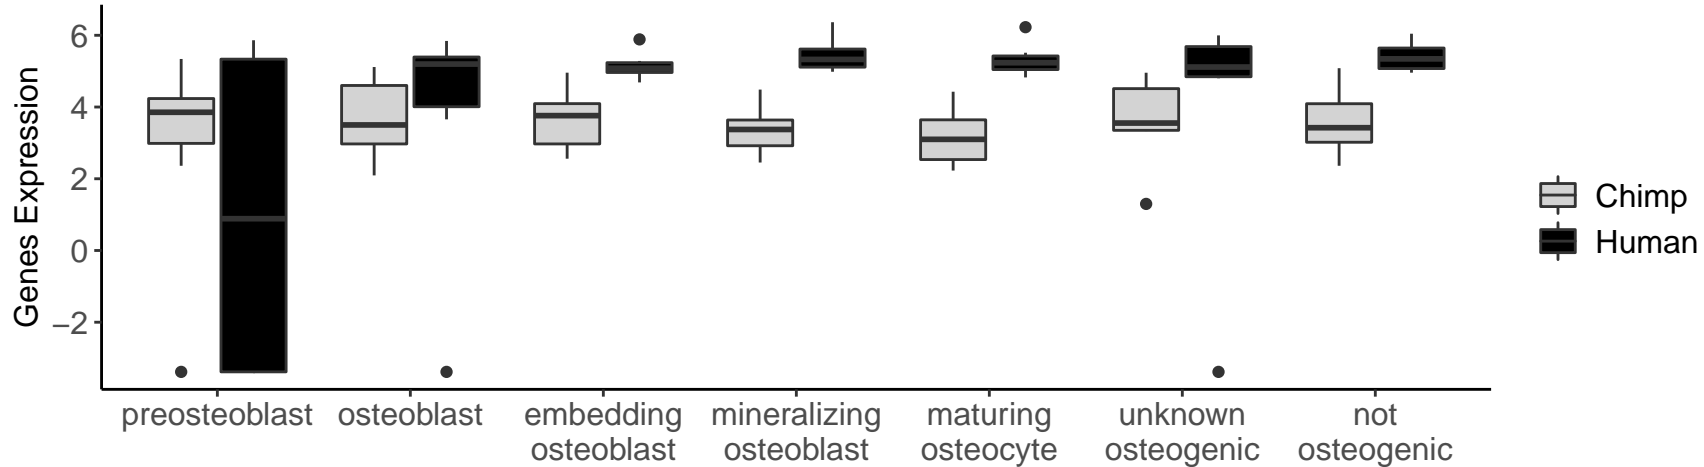 Genes Expression
6
4
2
0
−2
preosteoblast
osteoblast
embedding
osteoblast
mineralizing
osteoblast
maturing
osteocyte
unknown
osteogenic
not
osteogenic
Chimp
Human